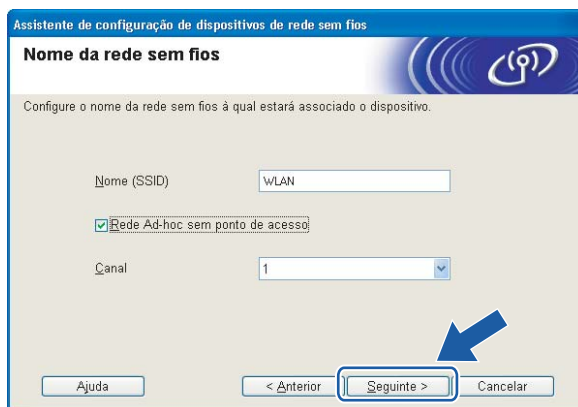 Assistente de configuração de dispositivos de rede sem fios
Nome da rede sem fios
Configure o nome da rede sem fios à qual estará associado o dispositivo.
Nome (SSID) WLAN
Rede Ad-hoc sem ponto de acesso
Canal 1
Ajuda < Anterior Seguinte > Cancelar